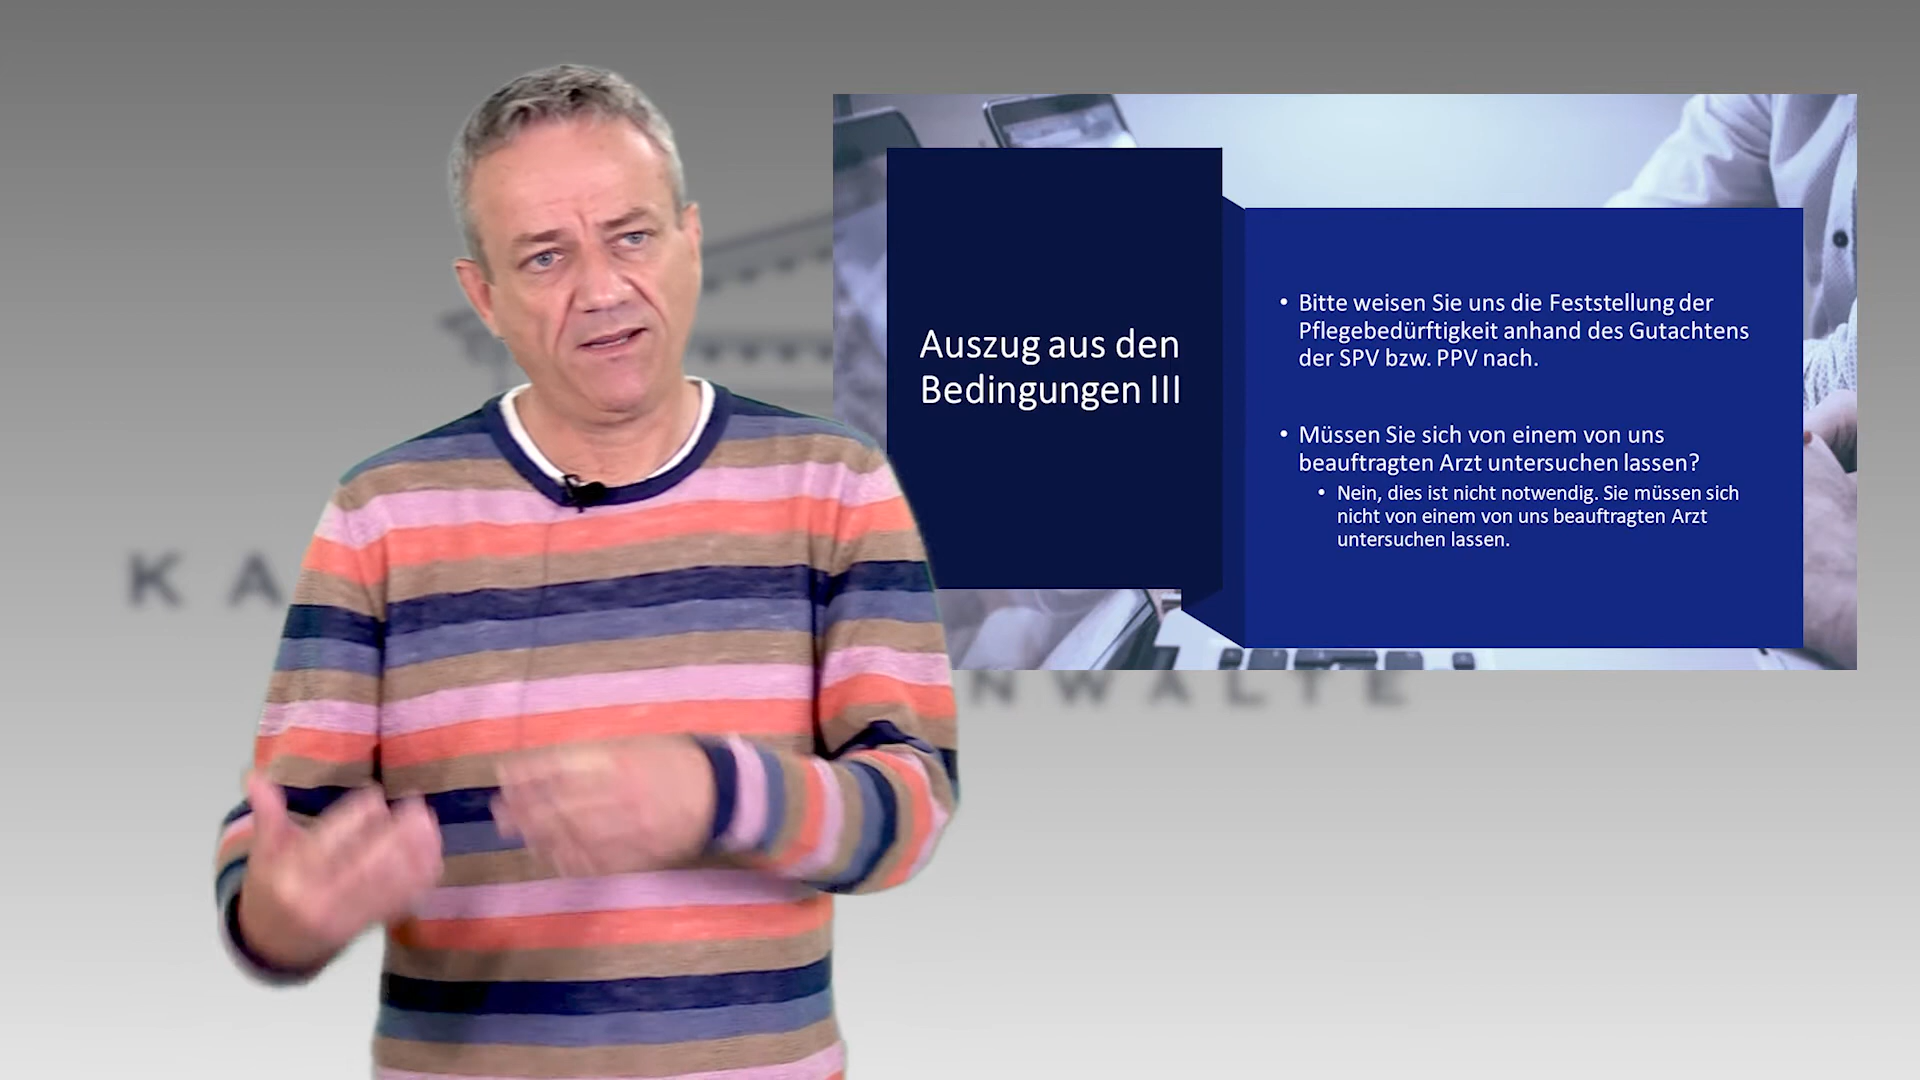 Auszug aus den
Bedingungen III
• Bitte weisen Sie uns die Feststellung der
Pflegebedürftigkeit anhand des Gutachtens
der SPV bzw. PPV nach.
• Müssen Sie sich von einem von uns
beauftragten Arzt untersuchen lassen?
• Nein, dies ist nicht notwendig. Sie müssen sich
nicht von einem von uns beauftragten Arzt
untersuchen lassen.
KA
NWÄLTE